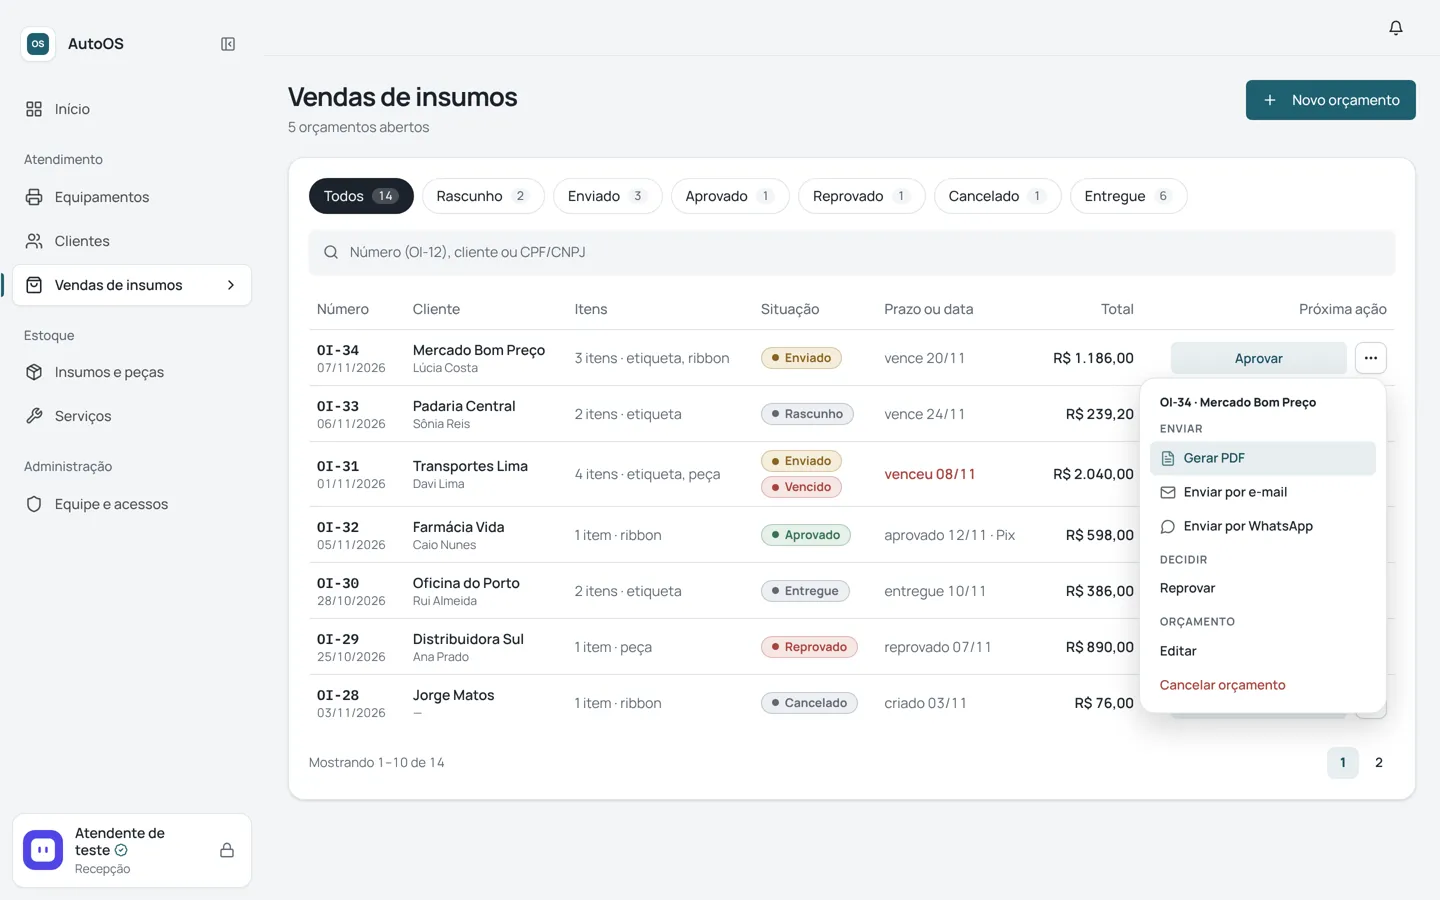 OS AutoOS
Início
Atendimento
Equipamentos
Clientes
Vendas de insumos
Estoque
Insumos e peças
Serviços
Administração
Equipe e acessos
Atendente de
teste
Recepção
Vendas de insumos
5 orçamentos abertos
+ Novo orçamento
Todos 14 Rascunho 2 Enviado 3 Aprovado 1 Reprovado 1 Cancelado 1 Entregue 6
Número (OI-12), cliente ou CPF/CNPJ
Número Cliente Itens Situação Prazo ou data Total Próxima ação
OI-34 Mercado Bom Preço 3 itens · etiqueta, ribbon Enviado vence 20/11 R$ 1.186,00 Aprovar ···
07/11/2026 Lúcia Costa
OI-33 Padaria Central 2 itens · etiqueta Rascunho vence 24/11 R$ 239,20
06/11/2026 Sônia Reis
OI-31 Transportes Lima 4 itens · etiqueta, peça Enviado venceu 08/11 R$ 2.040,00
01/11/2026 Davi Lima Vencido
OI-32 Farmácia Vida 1 item · ribbon Aprovado aprovado 12/11 · Pix R$ 598,00
05/11/2026 Caio Nunes
OI-30 Oficina do Porto 2 itens · etiqueta Entregue entregue 10/11 R$ 386,00
28/10/2026 Rui Almeida
OI-29 Distribuidora Sul 1 item · peça Reprovado reprovado 07/11 R$ 890,00
25/10/2026 Ana Prado
OI-28 Jorge Matos 1 item · ribbon Cancelado criado 03/11 R$ 76,00
03/11/2026 —
OI-34 · Mercado Bom Preço
ENVIAR
Gerar PDF
Enviar por e-mail
Enviar por WhatsApp
DECIDIR
Reprovar
ORÇAMENTO
Editar
Cancelar orçamento
Mostrando 1–10 de 14 1 2